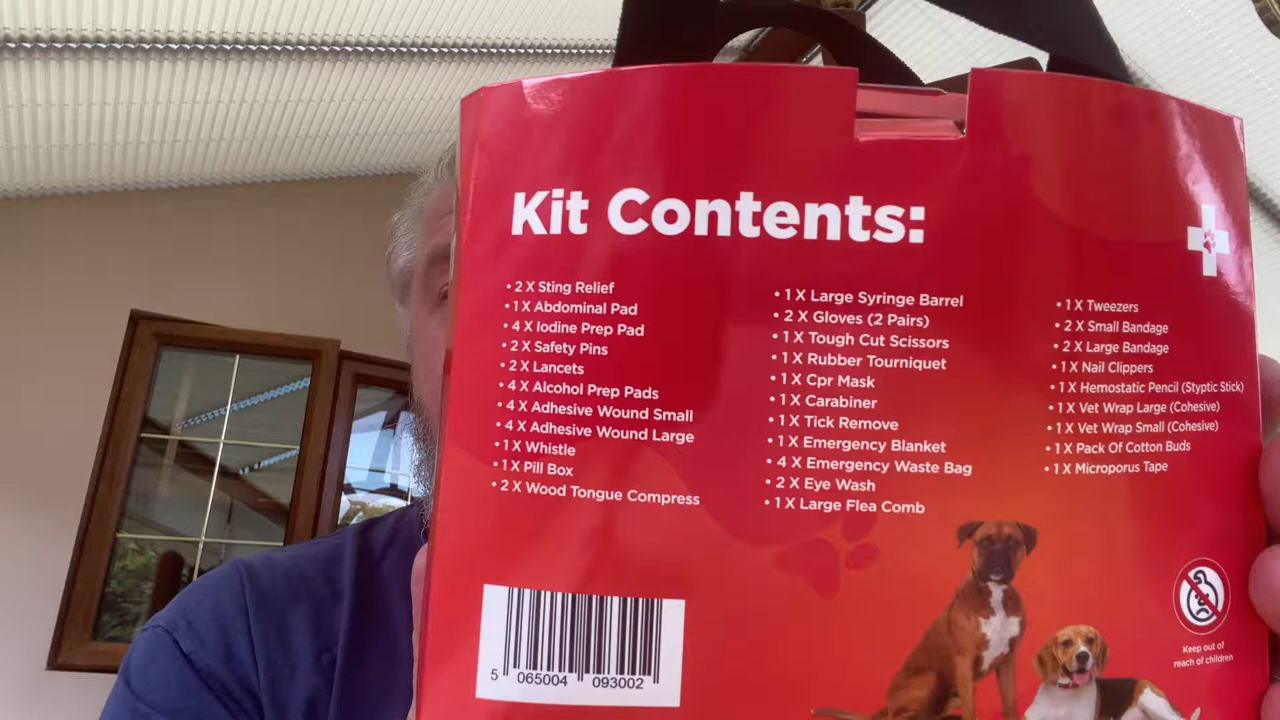 Kit Contents:
• 2 X Sting Relief
• 1 X Abdominal Pad
• 4 X Iodine Prep Pad
• 2 X Safety Pins
• 2 X Lancets
• 4 X Alcohol Prep Pads
• 4 X Adhesive Wound Small
• 4 X Adhesive Wound Large
• 1 X Whistle
• 1 X Pill Box
• 2 X Wood Tongue Compress
• 1 X Large Syringe Barrel
• 2 X Gloves (2 Pairs)
• 1 X Tough Cut Scissors
• 1 X Rubber Tourniquet
• 1 X Cpr Mask
• 1 X Carabiner
• 1 X Tick Remove
• 1 X Emergency Blanket
• 4 X Emergency Waste Bag
• 2 X Eye Wash
• 1 X Large Flea Comb
• 1 X Tweezers
• 2 X Small Bandage
• 2 X Large Bandage
• 1 X Nail Clippers
• 1 X Hemostatic Pencil (Styptic Stick)
• 1 X Vet Wrap Large (Cohesive)
• 1 X Vet Wrap Small (Cohesive)
• 1 X Pack Of Cotton Buds
• 1 X Microporus Tape
5 065004 093002
Keep out of
reach of children